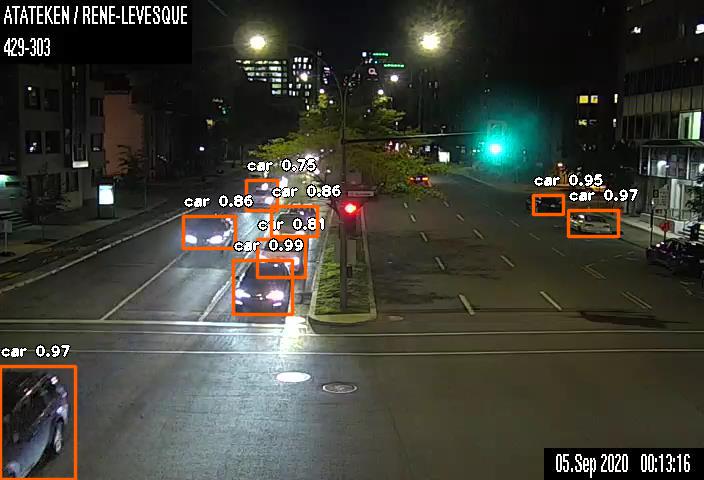 ATATEKEN / RENE-LEVESQUE
429-303
car 0.75
car 0.86
car 0.86
car 0.81
car 0.99
car 0.95
car 0.97
car 0.97
05.Sep 2020 00:13:16